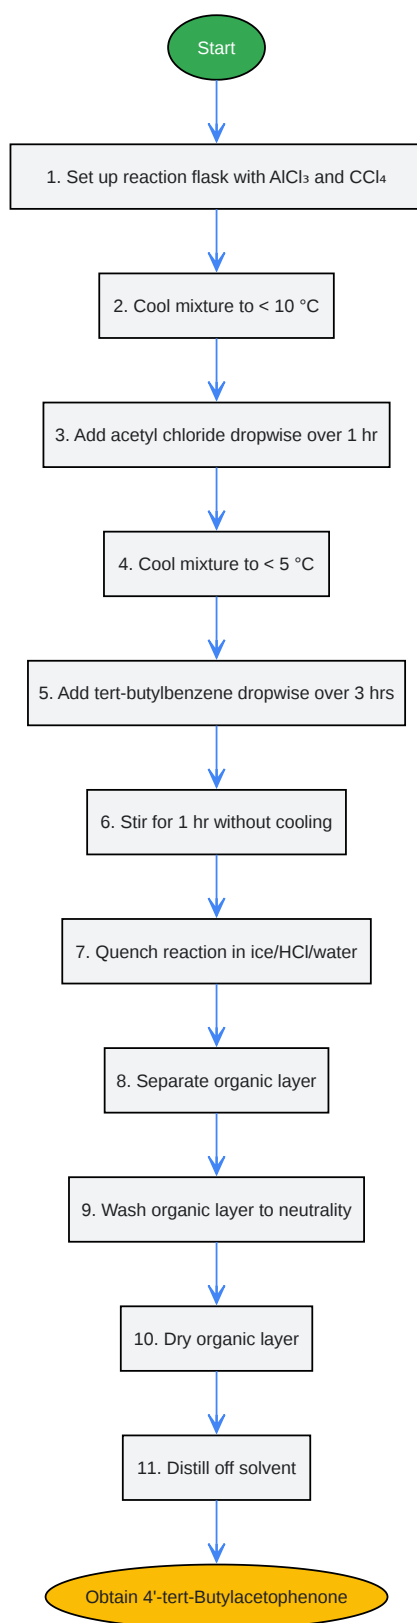 Start
1. Set up reaction flask with AlCl₃ and CCl₄
2. Cool mixture to < 10 °C
3. Add acetyl chloride dropwise over 1 hr
4. Cool mixture to < 5 °C
5. Add tert-butylbenzene dropwise over 3 hrs
6. Stir for 1 hr without cooling
7. Quench reaction in ice/HCl/water
8. Separate organic layer
9. Wash organic layer to neutrality
10. Dry organic layer
11. Distill off solvent
Obtain 4'-tert-Butylacetophenone